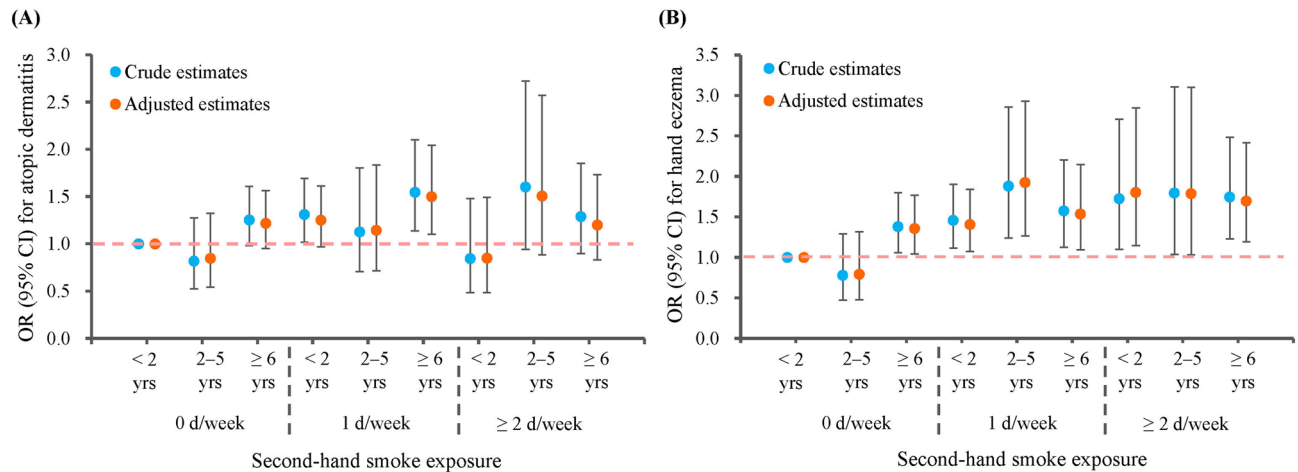 (A)
OR (95% CI) for atopic dermatitis
3.0
2.5
2.0
1.5
1.0
0.5
0.0
Crude estimates
Adjusted estimates
< 2 2–5 ≥ 6 < 2 2–5 ≥ 6 < 2 2–5 ≥ 6
yrs yrs yrs yrs yrs yrs yrs yrs yrs
0 d/week 1 d/week ≥ 2 d/week
Second-hand smoke exposure
(B)
OR (95% CI) for hand eczema
3.5
3.0
2.5
2.0
1.5
1.0
0.5
0.0
Crude estimates
Adjusted estimates
< 2 2–5 ≥ 6 < 2 2–5 ≥ 6 < 2 2–5 ≥ 6
yrs yrs yrs yrs yrs yrs yrs yrs yrs
0 d/week 1 d/week ≥ 2 d/week
Second-hand smoke exposure